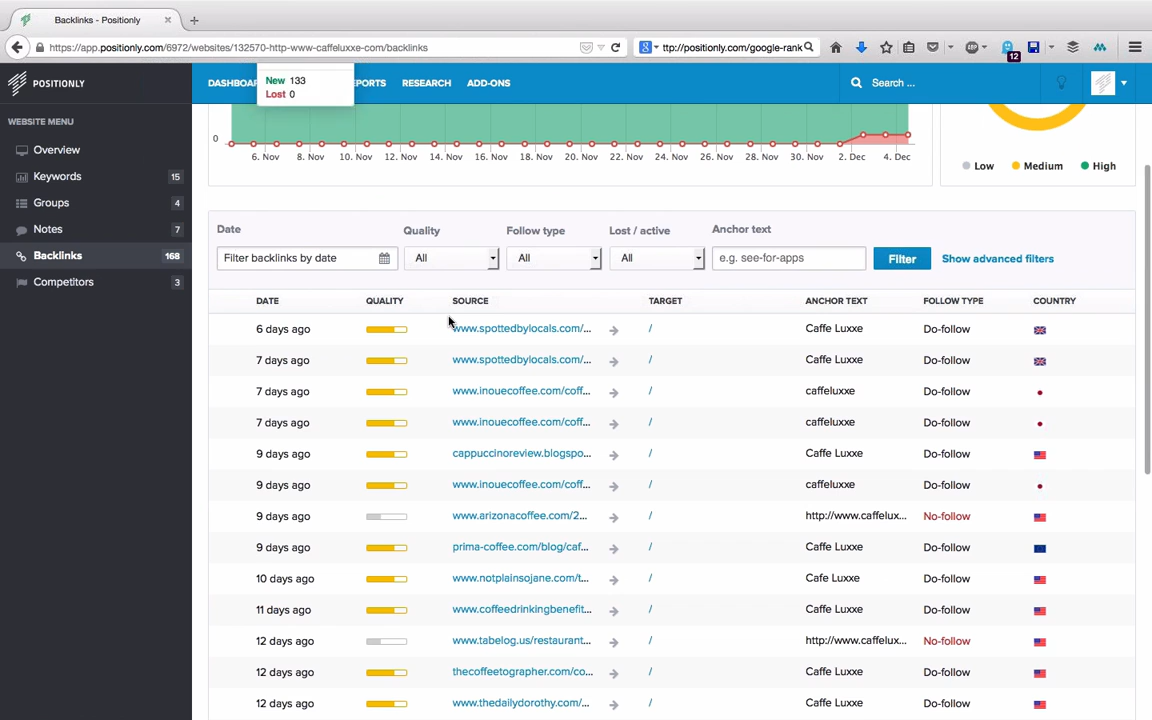 Backlinks - Positionly
https://app.positionly.com/6972/websites/132570-http-www-caffeluxxe-com/backlinks
ttp://positionly.com/google-rank
12
POSITIONLY
DASHBOAR
EPORTS
RESEARCH
ADD-ONS
Search ...
New 133
Lost 0
WEBSITE MENU
Overview
Keywords 15
Groups 4
Notes 7
Backlinks 168
Competitors 3
0
6. Nov 8. Nov 10. Nov 12. Nov 14. Nov 16. Nov 18. Nov 20. Nov 22. Nov 24. Nov 26. Nov 28. Nov 30. Nov 2. Dec 4. Dec
Low Medium High
Date Quality Follow type Lost / active Anchor text
Filter backlinks by date All All All e.g. see-for-apps Filter Show advanced filters
DATE QUALITY SOURCE TARGET ANCHOR TEXT FOLLOW TYPE COUNTRY
6 days ago www.spottedbylocals.com/... / Caffe Luxxe Do-follow
7 days ago www.spottedbylocals.com/... / Caffe Luxxe Do-follow
7 days ago www.inouecoffee.com/coff... / caffeluxxe Do-follow
7 days ago www.inouecoffee.com/coff... / caffeluxxe Do-follow
9 days ago cappuccinoreview.blogspo... / Caffe Luxxe Do-follow
9 days ago www.inouecoffee.com/coff... / caffeluxxe Do-follow
9 days ago www.arizonacoffee.com/2... / http://www.caffelux... No-follow
9 days ago prima-coffee.com/blog/caf... / Caffe Luxxe Do-follow
10 days ago www.notplainsojane.com/t... / Cafe Luxxe Do-follow
11 days ago www.coffeedrinkingbenefit... / Caffe Luxxe Do-follow
12 days ago www.tabelog.us/restaurant... / http://www.caffelux... No-follow
12 days ago thecoffeetographer.com/co... / Caffe Luxxe Do-follow
12 days ago www.thedailydorothy.com/... / Caffe Luxxe Do-follow